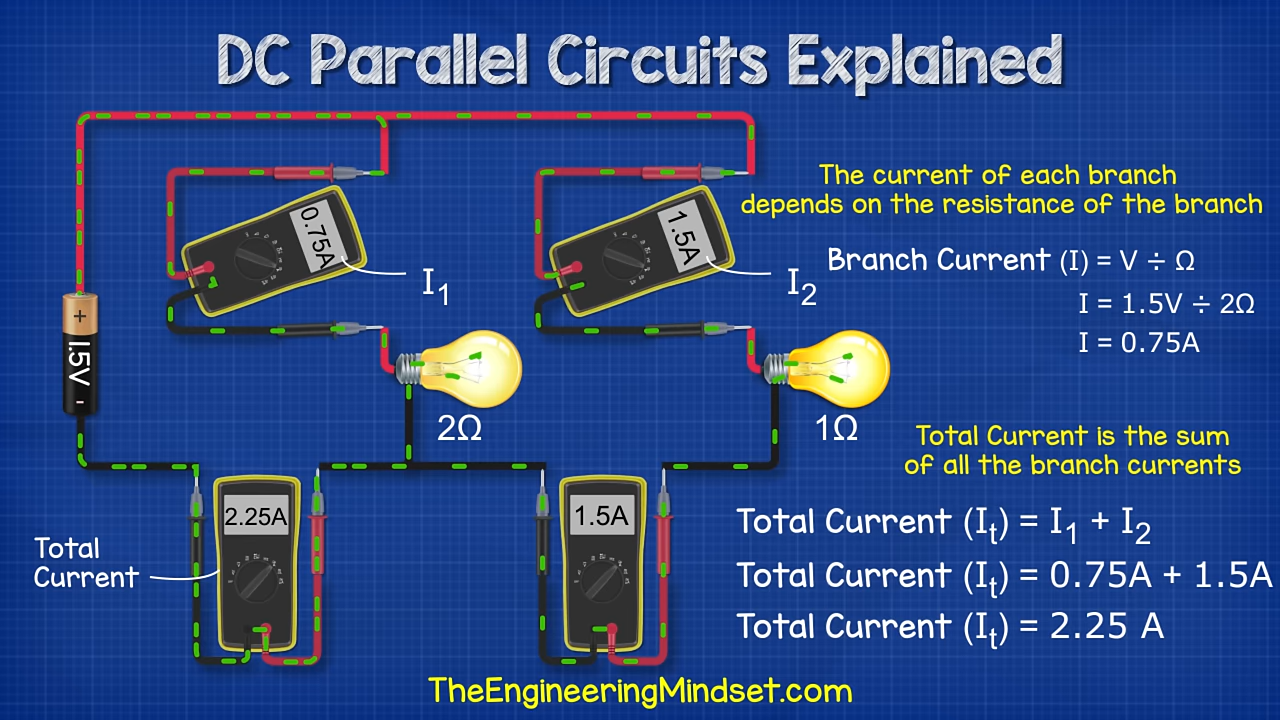 DC Parallel Circuits Explained
The current of each branch
depends on the resistance of the branch
0.75A
1.5A
I1
I2
Branch Current (I) = V ÷ Ω
I = 1.5V ÷ 2Ω
I = 0.75A
+
1.5V
-
2Ω
1Ω
Total Current is the sum
of all the branch currents
2.25A
1.5A
Total
Current
Total Current (It) = I1 + I2
Total Current (It) = 0.75A + 1.5A
Total Current (It) = 2.25 A
TheEngineeringMindset.com